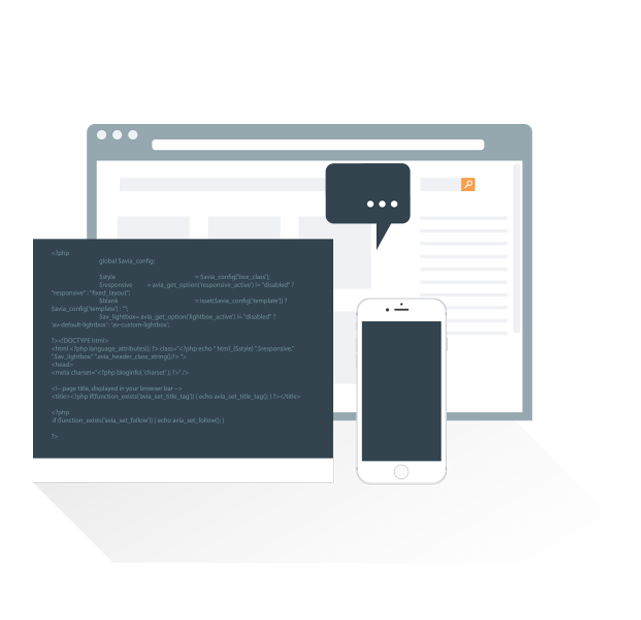 <?php
global $avia_config;
$style = $avia_config['box_class'];
$responsive = avia_get_option('responsive_active') != "disabled" ?
"responsive" : "fixed_layout";
$blank = isset($avia_config['template']) ?
$avia_config['template'] : "";
$av_lightbox= avia_get_option('lightbox_active') != "disabled" ?
'av-default-lightbox' : 'av-custom-lightbox';
?><!DOCTYPE html>
<html <?php language_attributes(); ?> class="<?php echo " html_{$style} ".$responsive."
".$av_lightbox." ".avia_header_class_string();?> ">
<head>
<meta charset="<?php bloginfo( 'charset' ); ?>" />
<!-- page title, displayed in your browser bar -->
<title><?php if(function_exists('avia_set_title_tag')) { echo avia_set_title_tag(); } ?></title>
<?php
if (function_exists('avia_set_follow')) { echo avia_set_follow(); }
?>